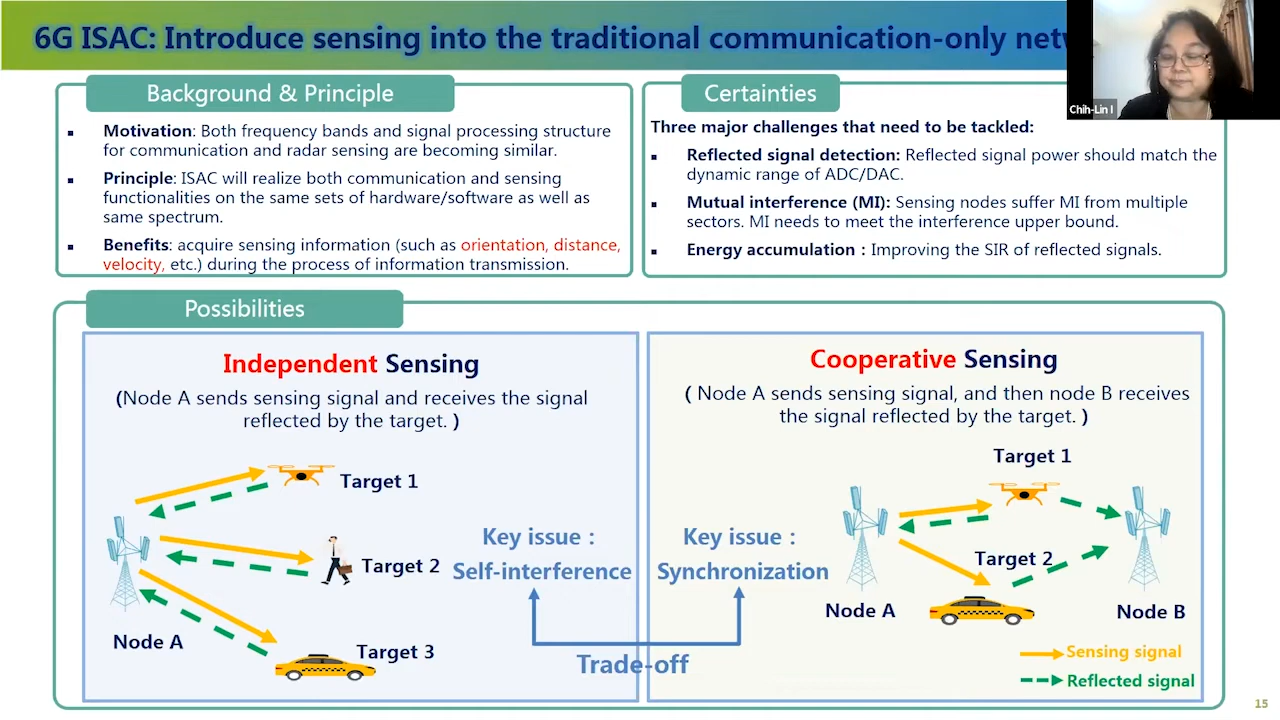 6G ISAC: Introduce sensing into the traditional communication-only
Chih-Lin I
Background & Principle
▪ Motivation: Both frequency bands and signal processing structure
for communication and radar sensing are becoming similar.
▪ Principle: ISAC will realize both communication and sensing
functionalities on the same sets of hardware/software as well as
same spectrum.
▪ Benefits: acquire sensing information (such as orientation, distance,
velocity, etc.) during the process of information transmission.
Certainties
Three major challenges that need to be tackled:
▪ Reflected signal detection: Reflected signal power should match the
dynamic range of ADC/DAC.
▪ Mutual interference (MI): Sensing nodes suffer MI from multiple
sectors. MI needs to meet the interference upper bound.
▪ Energy accumulation : Improving the SIR of reflected signals.
Possibilities
Independent Sensing
(Node A sends sensing signal and receives the signal
reflected by the target. )
Target 1
Target 2
Target 3
Node A
Key issue :
Self-interference
Cooperative Sensing
( Node A sends sensing signal, and then node B receives
the signal reflected by the target. )
Target 1
Target 2
Key issue :
Synchronization
Node A
Node B
Trade-off
Sensing signal
Reflected signal
15